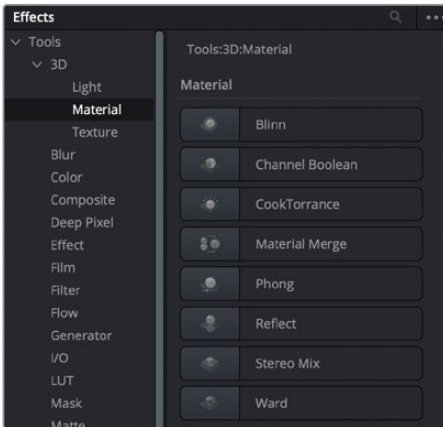 Effects
Tools
3D
Light
Material
Texture
Blur
Color
Composite
Deep Pixel
Effect
Film
Filter
Flow
Generator
I/O
LUT
Mask
Matte
Tools:3D:Material
Material
Blinn
Channel Boolean
CookTorrance
Material Merge
Phong
Reflect
Stereo Mix
Ward